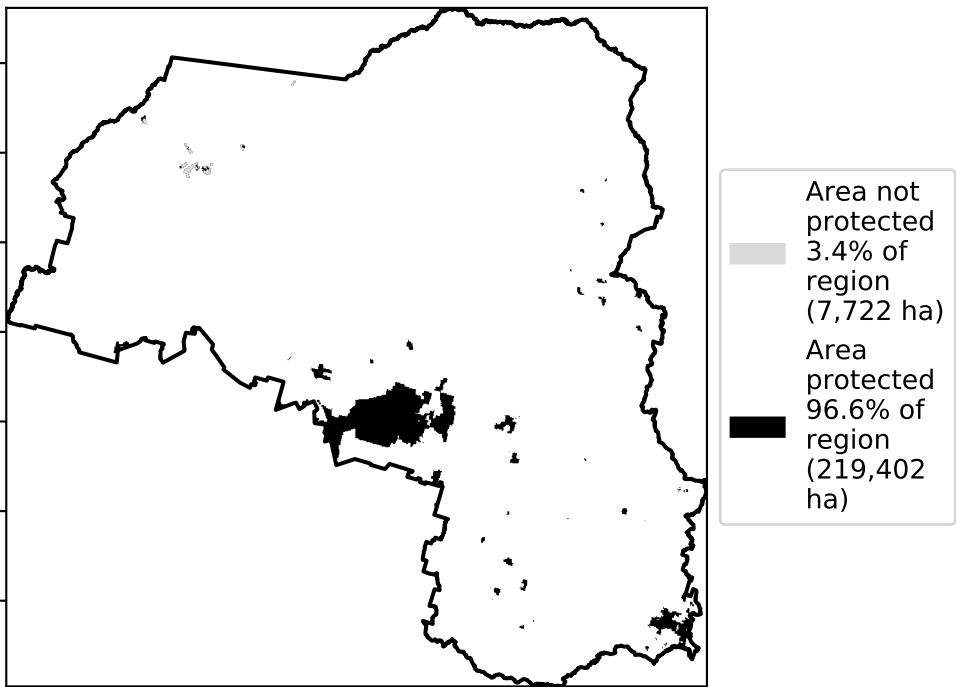 Area not
protected
3.4% of
region
(7,722 ha)
Area
protected
96.6% of
region
(219,402
ha)